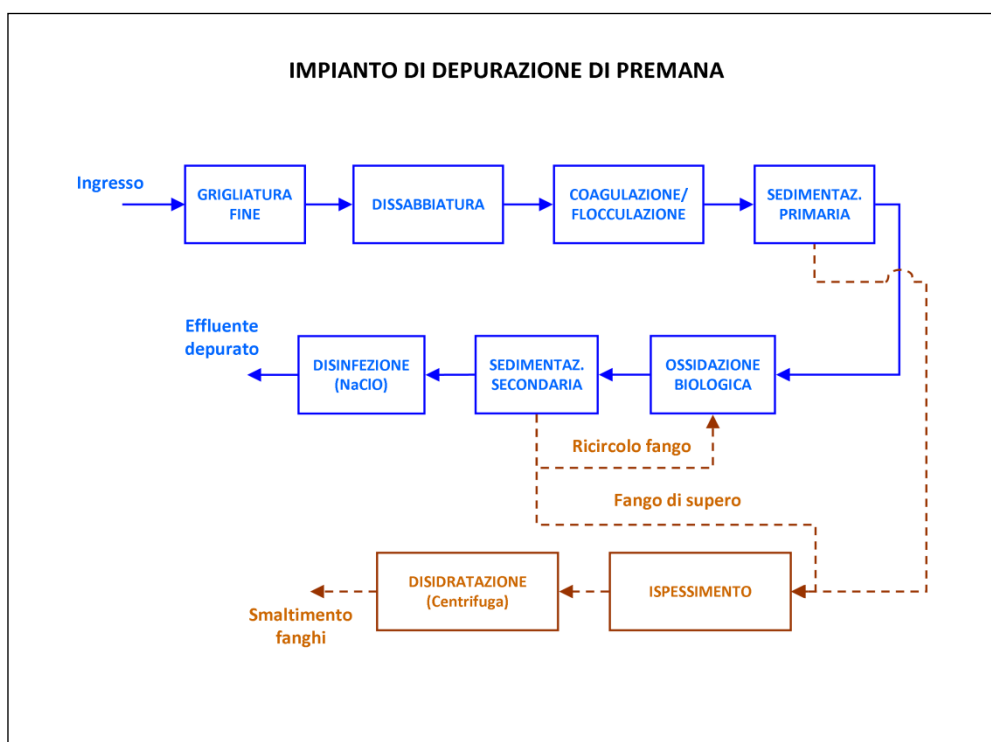 IMPIANTO DI DEPURAZIONE DI PREMANA
Ingresso
GRIGLIATURA
FINE
DISSABBIATURA
COAGULAZIONE/
FLOCCULAZIONE
SEDIMENTAZ.
PRIMARIA
Effluente
depurato
DISINFEZIONE
(NaClO)
SEDIMENTAZ.
SECONDARIA
OSSIDAZIONE
BIOLOGICA
Ricircolo fango
Fango di supero
Smaltimento
fanghi
DISIDRATAZIONE
(Centrifuga)
ISPESSIMENTO